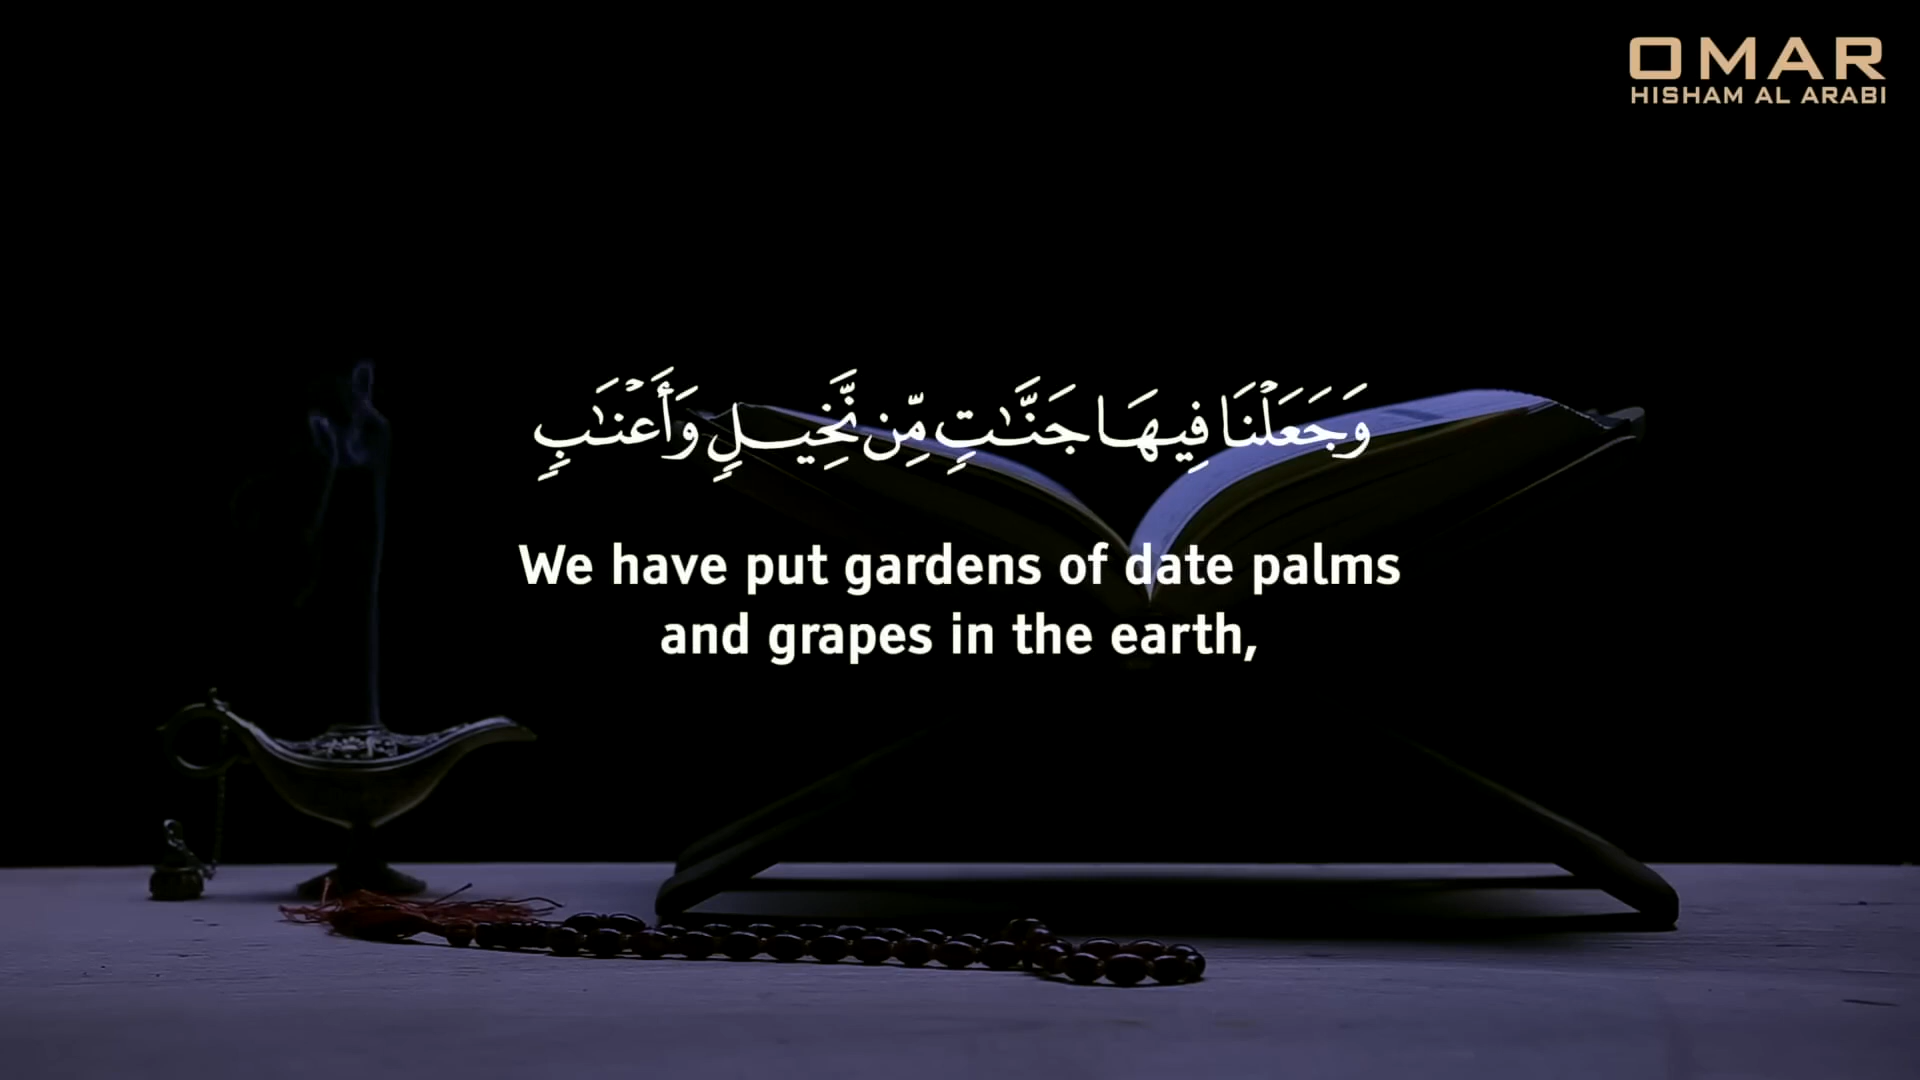 OMAR
HISHAM AL ARABI
وَجَعَلْنَا فِيهَا جَنَّـٰتٍ مِّن نَّخِيلٍ وَأَعْنَـٰبٍ
We have put gardens of date palms
and grapes in the earth,